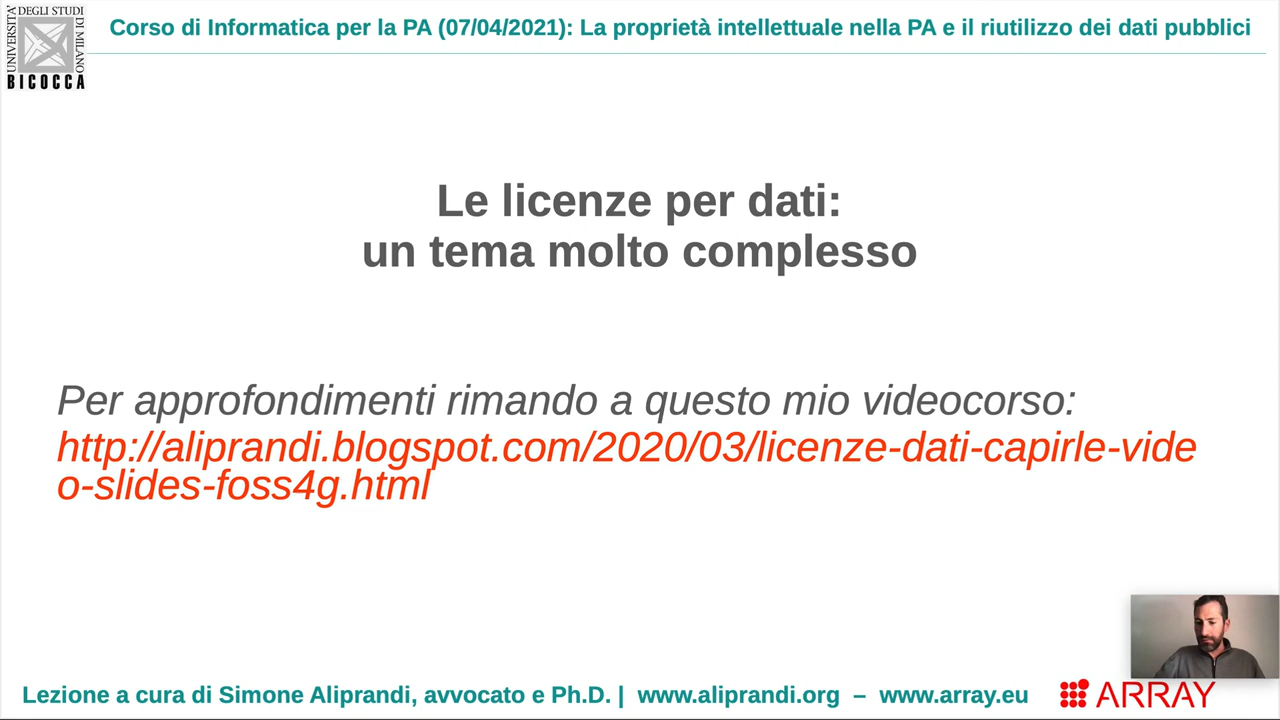 UNIVERSITA'
DEGLI STUDI
DI MILANO
BICOCCA
Corso di Informatica per la PA (07/04/2021): La proprietà intellettuale nella PA e il riutilizzo dei dati pubblici
Le licenze per dati:
un tema molto complesso
Per approfondimenti rimando a questo mio videocorso:
http://aliprandi.blogspot.com/2020/03/licenze-dati-capirle-vide
o-slides-foss4g.html
Lezione a cura di Simone Aliprandi, avvocato e Ph.D. | www.aliprandi.org – www.array.eu
ARRAY